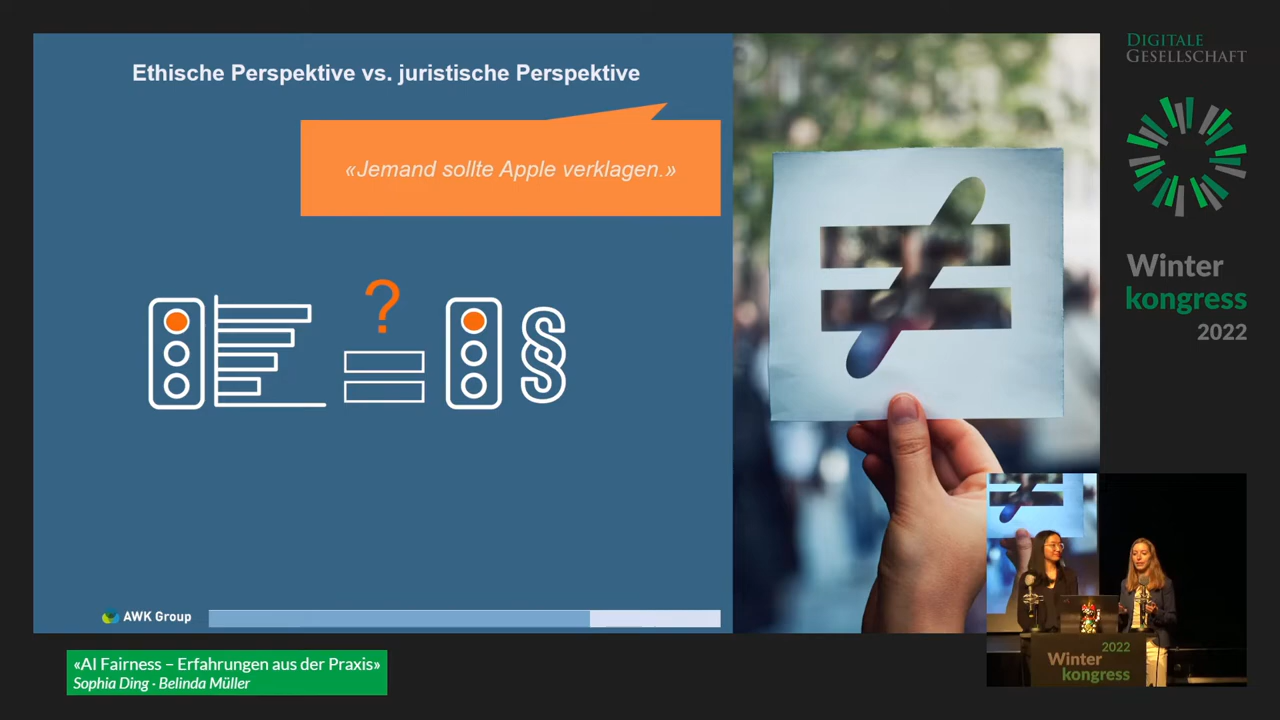 Ethische Perspektive vs. juristische Perspektive
«Jemand sollte Apple verklagen.»
?
§
AWK Group
DIGITALE
GESELLSCHAFT
Winter
kongress
2022
2022
Winter
kongress
«AI Fairness – Erfahrungen aus der Praxis»
Sophia Ding · Belinda Müller